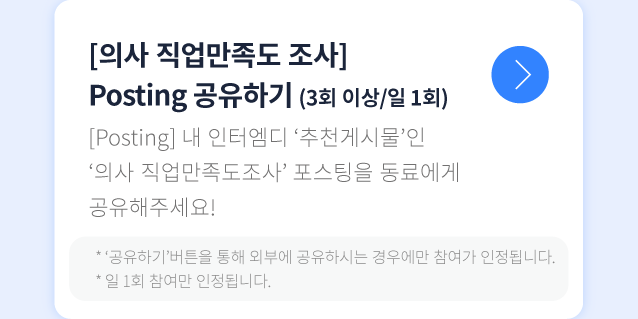 [의사 직업만족도 조사]
Posting 공유하기 (3회 이상/일 1회)
[Posting] 내 인터엠디 ‘추천게시물’인
‘의사 직업만족도조사’ 포스팅을 동료에게
공유해주세요!
* ‘공유하기’버튼을 통해 외부에 공유하시는 경우에만 참여가 인정됩니다.
* 일 1회 참여만 인정됩니다.